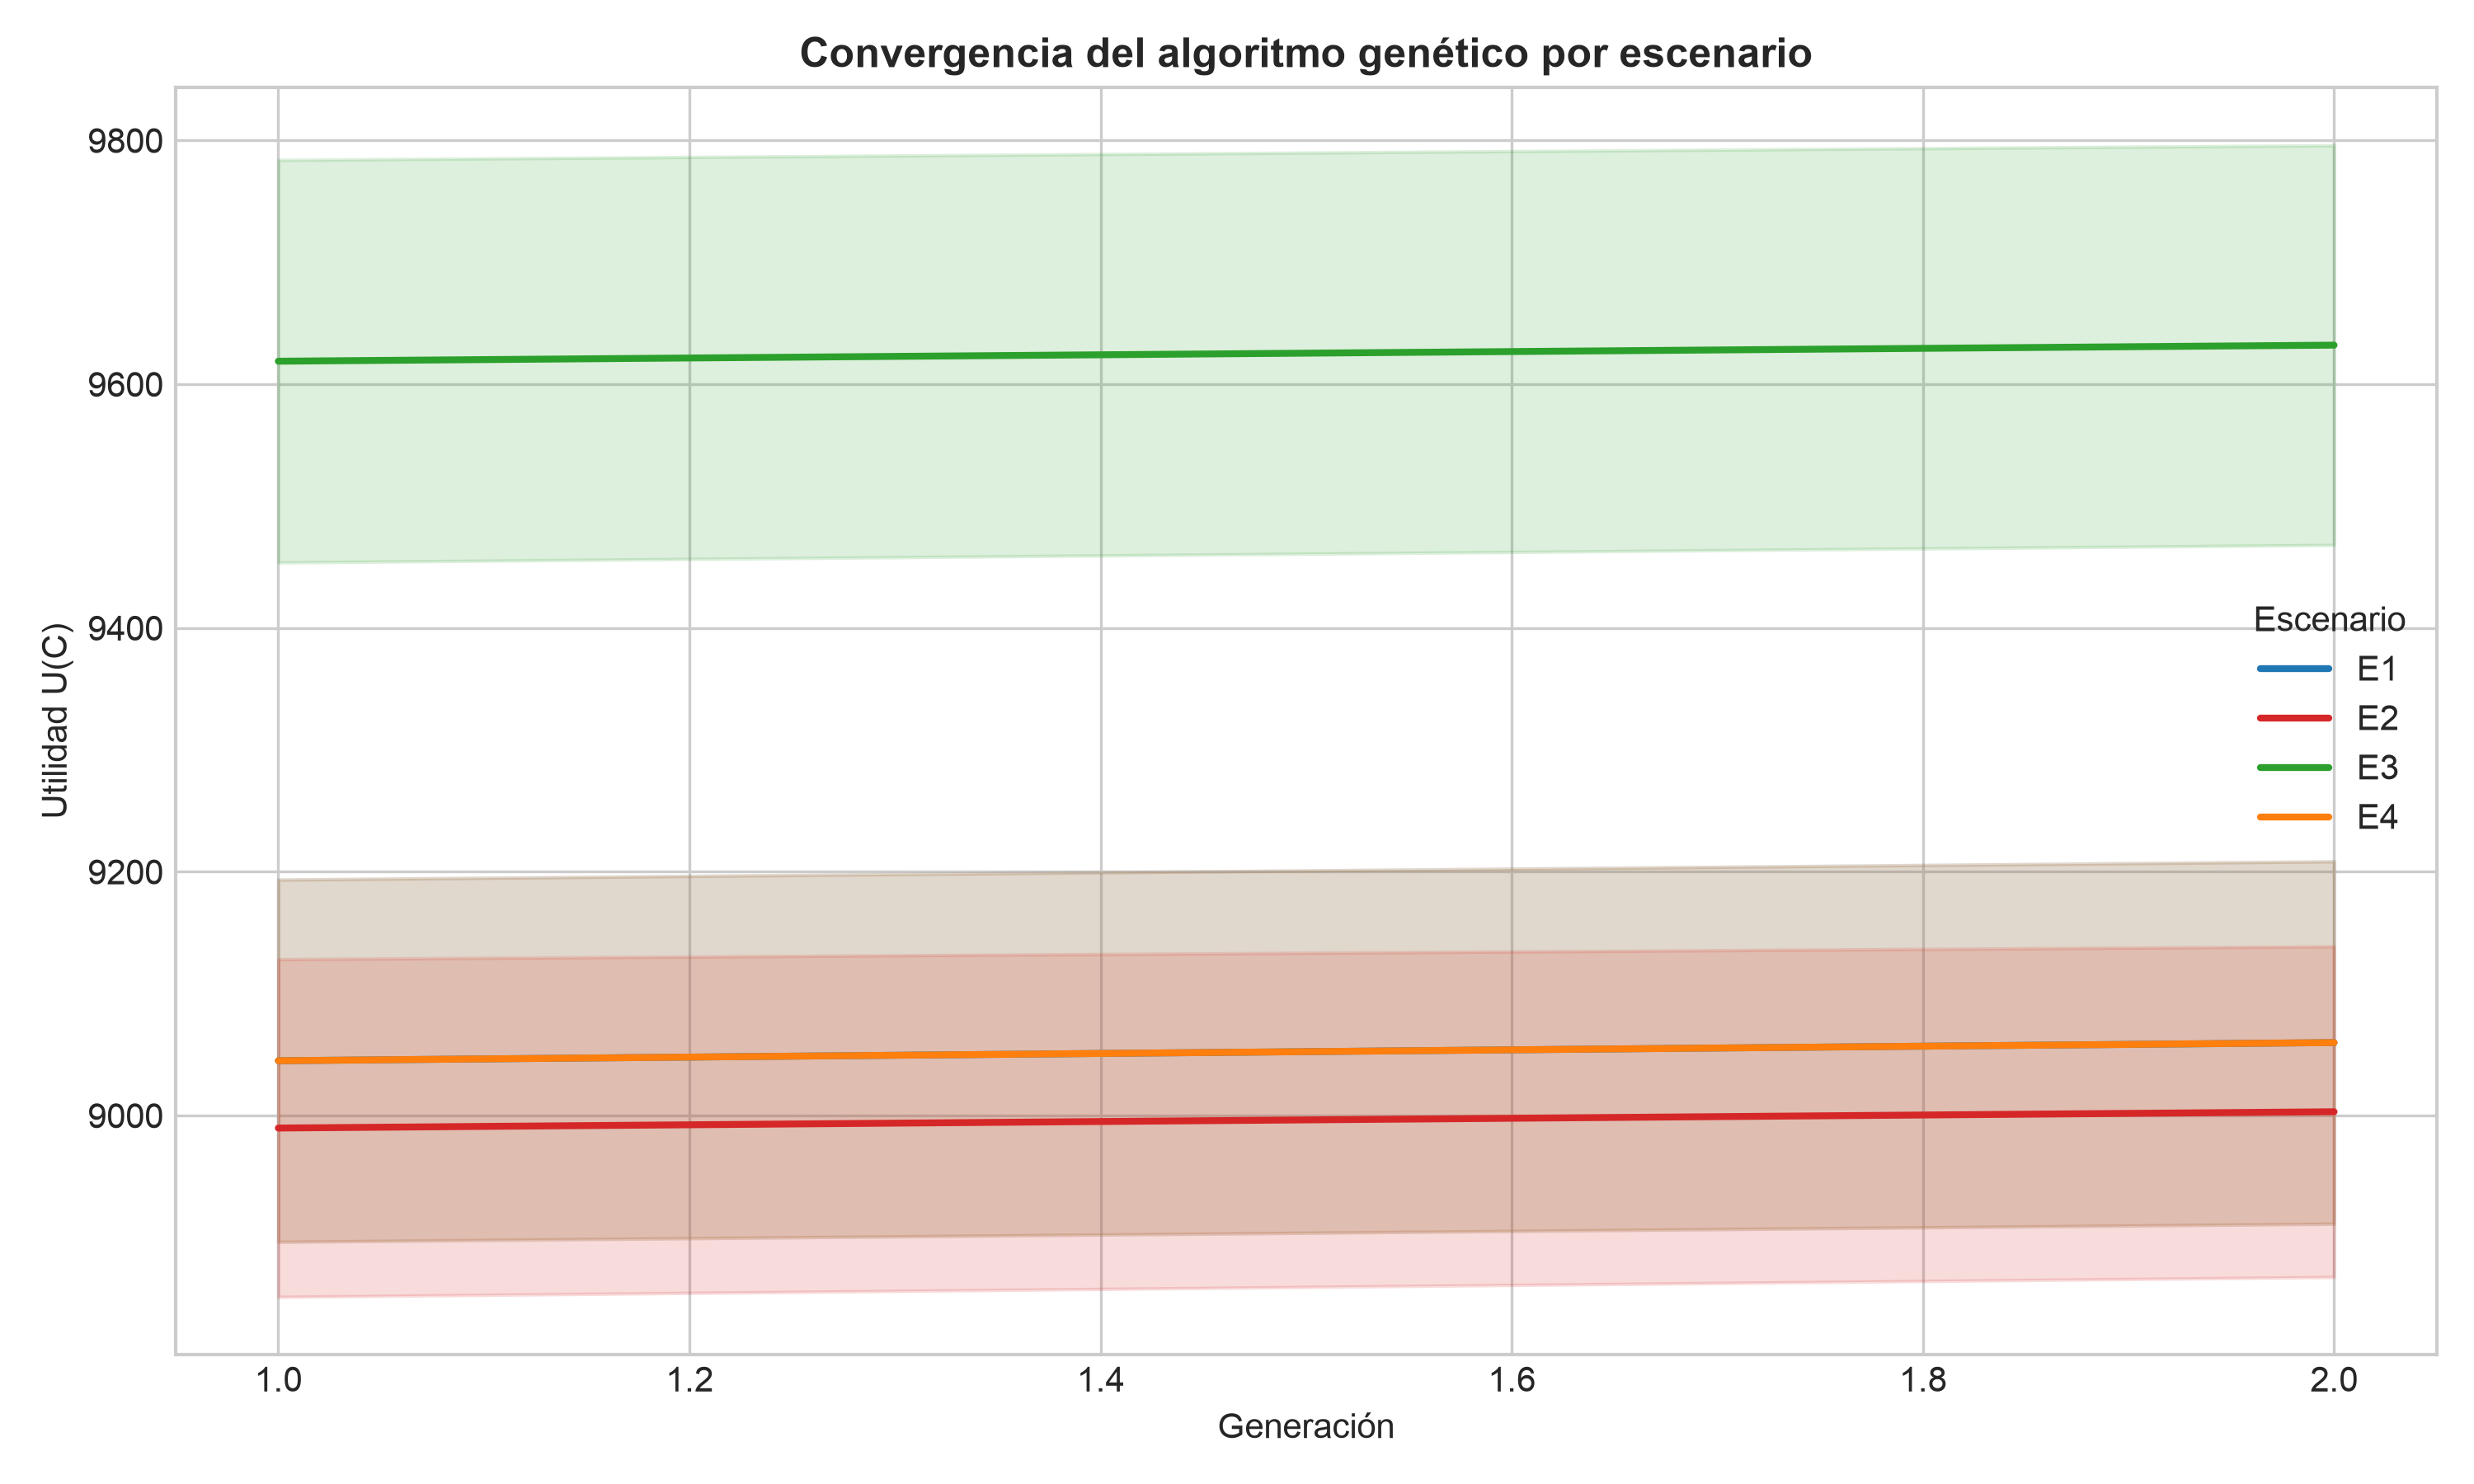 Convergencia del algoritmo genético por escenario
9800
9600
9400
9200
9000
Utilidad U(C)
Escenario
E1
E2
E3
E4
1.0 1.2 1.4 1.6 1.8 2.0
Generación